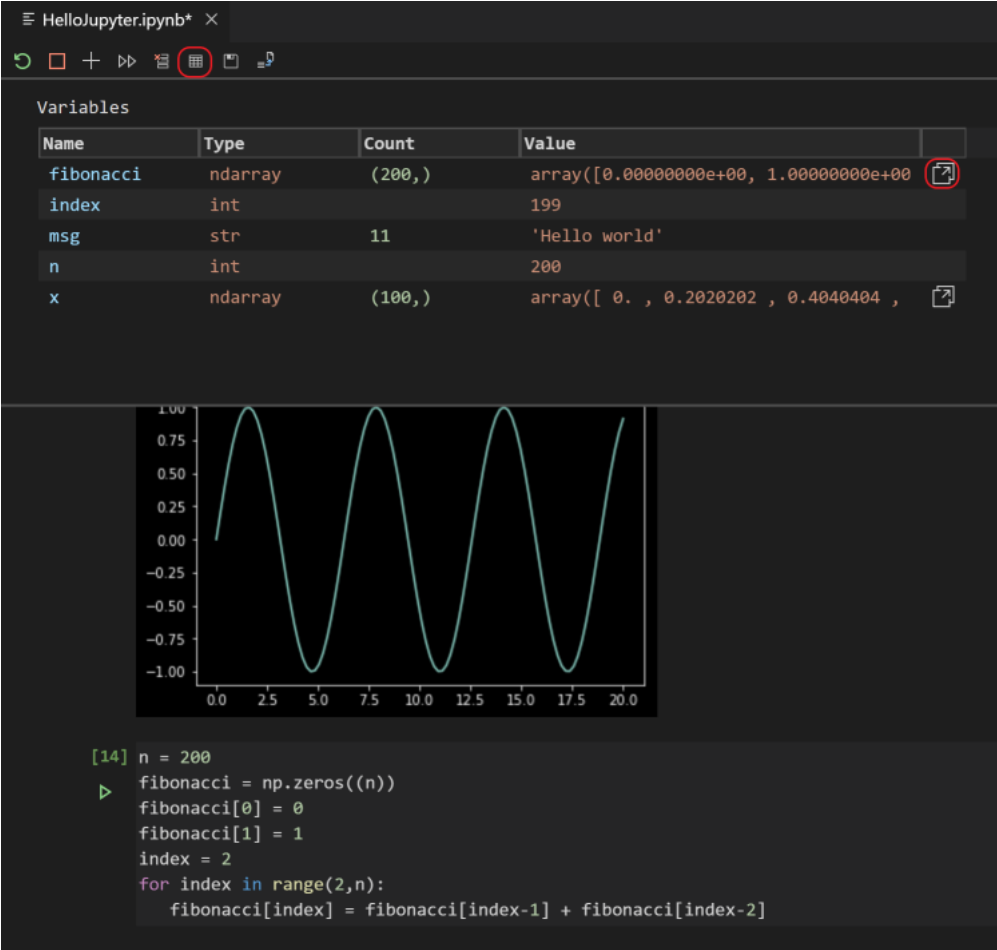 HelloJupyter.ipynb*
Variables
Name Type Count Value
fibonacci ndarray (200,) array([0.00000000e+00, 1.00000000e+00
index int 199
msg str 11 'Hello world'
n int 200
x ndarray (100,) array([ 0. , 0.2020202 , 0.4040404 ,
1.00
0.75
0.50
0.25
0.00
−0.25
−0.50
−0.75
−1.00
0.0 2.5 5.0 7.5 10.0 12.5 15.0 17.5 20.0
[14] n = 200
fibonacci = np.zeros((n))
fibonacci[0] = 0
fibonacci[1] = 1
index = 2
for index in range(2,n):
fibonacci[index] = fibonacci[index-1] + fibonacci[index-2]